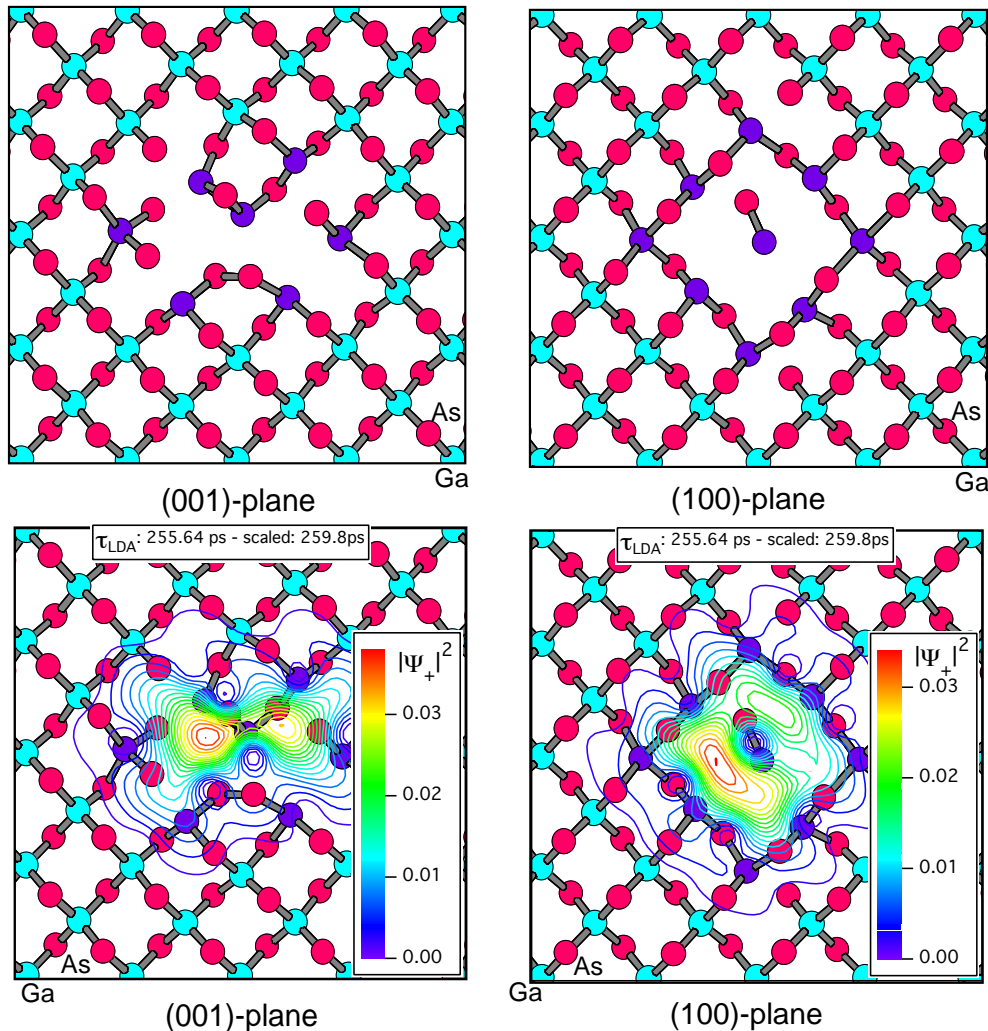 As
Ga
(001)-plane
As
Ga
(100)-plane
τLDA: 255.64 ps - scaled: 259.8ps
|Ψ+|2
0.03
0.02
0.01
0.00
As
Ga
(001)-plane
τLDA: 255.64 ps - scaled: 259.8ps
|Ψ+|2
0.03
0.02
0.01
0.00
As
Ga
(100)-plane